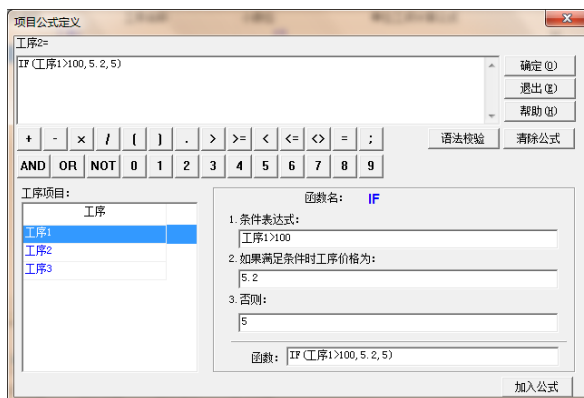 项目公式定义
工序2=
IF(工序1>100,5.2,5)
确定(O)
退出(E)
帮助(H)
+ - × / ( ) . > >= < <= <> = ;
语法校验 清除公式
AND OR NOT 0 1 2 3 4 5 6 7 8 9
工序项目:
工序
工序1
工序2
工序3
函数名: IF
1.条件表达式:
工序1>100
2.如果满足条件时工序价格为:
5.2
3.否则:
5
函数: IF(工序1>100,5.2,5)
加入公式